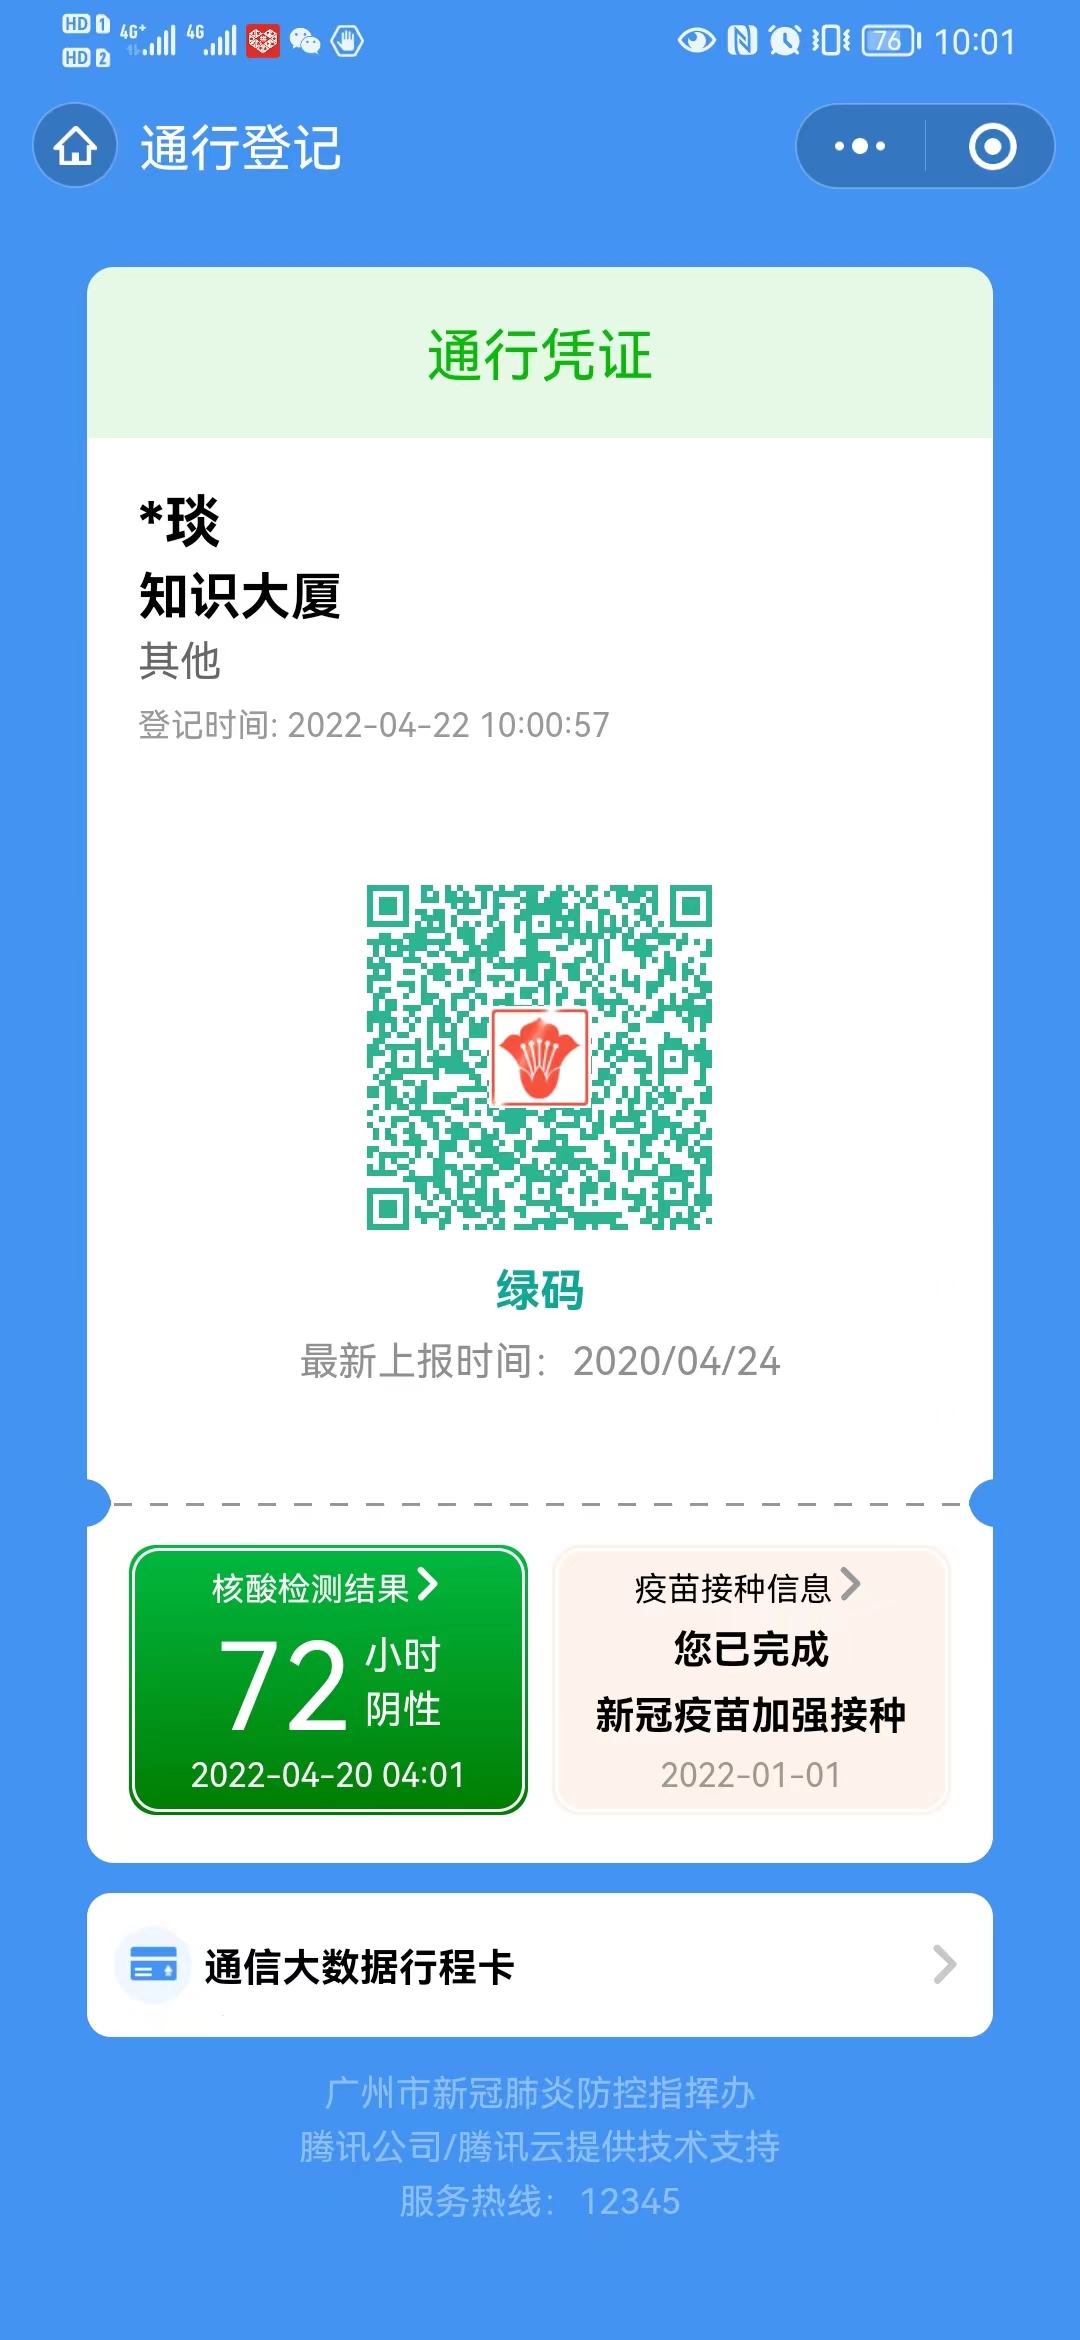 HD 1 4G+ 4G 76 10:01
HD 2
通行登记
通行凭证
*琰
知识大厦
其他
登记时间: 2022-04-22 10:00:57
绿码
最新上报时间：2020/04/24
核酸检测结果
72 小时
阴性
2022-04-20 04:01
疫苗接种信息
您已完成
新冠疫苗加强接种
2022-01-01
通信大数据行程卡
广州市新冠肺炎防控指挥办
腾讯公司/腾讯云提供技术支持
服务热线：12345